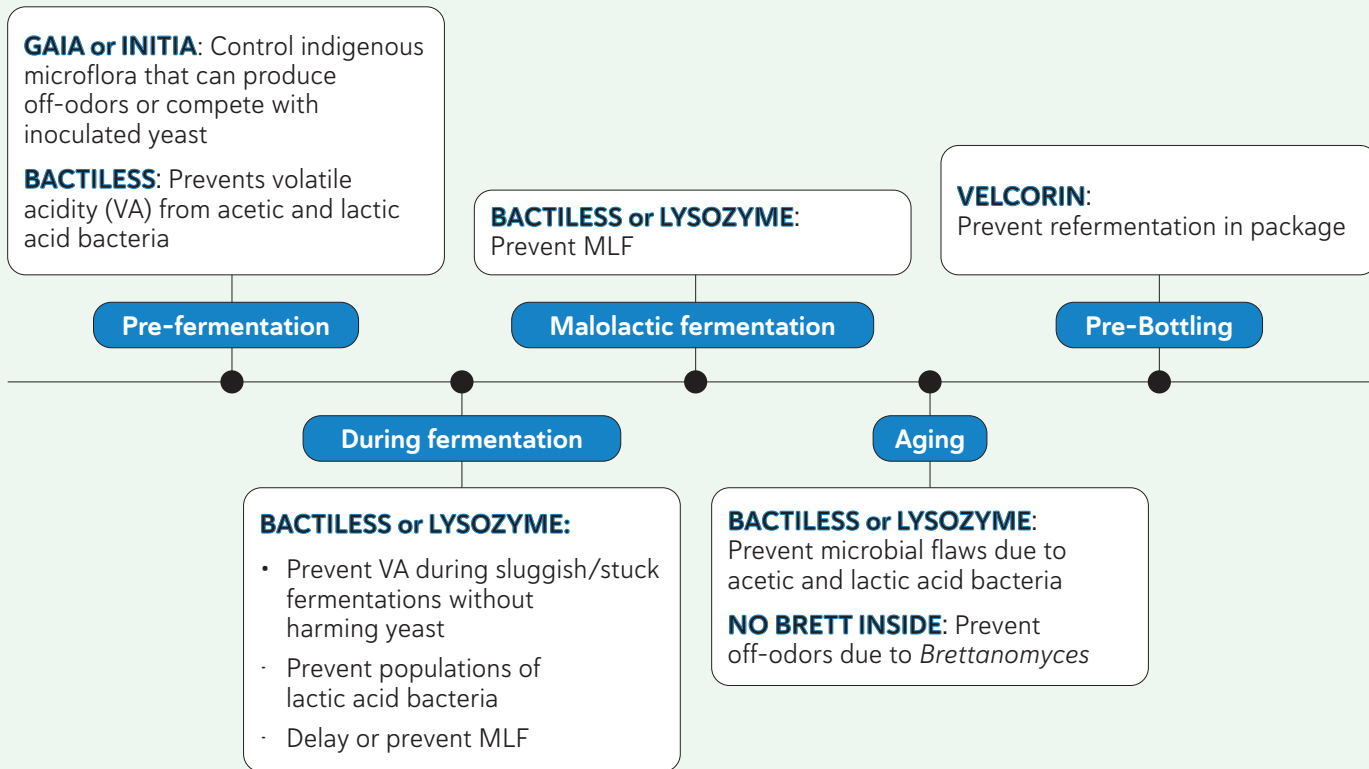 GAIA or INITIA: Control indigenous
microflora that can produce
off-odors or compete with
inoculated yeast
BACTILESS: Prevents volatile
acidity (VA) from acetic and lactic
acid bacteria
Pre-fermentation
During fermentation
BACTILESS or LYSOZYME:
• Prevent VA during sluggish/stuck
fermentations without
harming yeast
· Prevent populations of
lactic acid bacteria
· Delay or prevent MLF
BACTILESS or LYSOZYME:
Prevent MLF
Malolactic fermentation
Aging
BACTILESS or LYSOZYME:
Prevent microbial flaws due to
acetic and lactic acid bacteria
NO BRETT INSIDE: Prevent
off-odors due to Brettanomyces
VELCORIN:
Prevent refermentation in package
Pre-Bottling